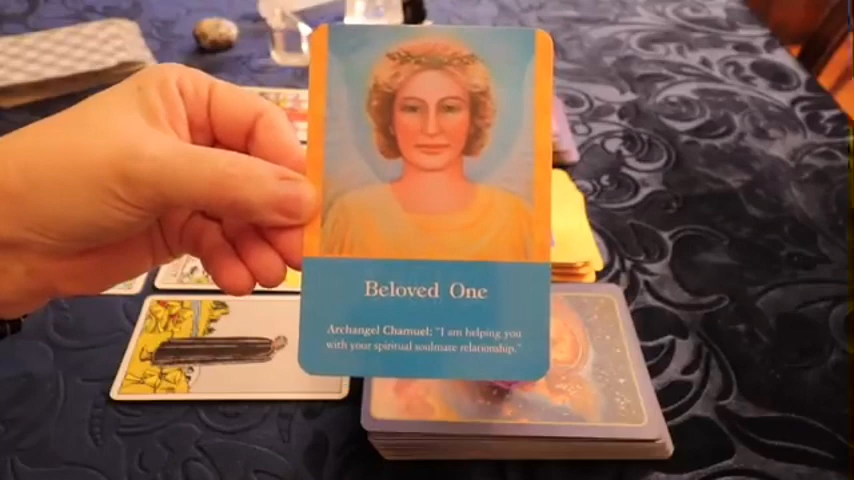 Beloved One
Archangel Chamuel: "I am helping you
with your spiritual soulmate relationship."